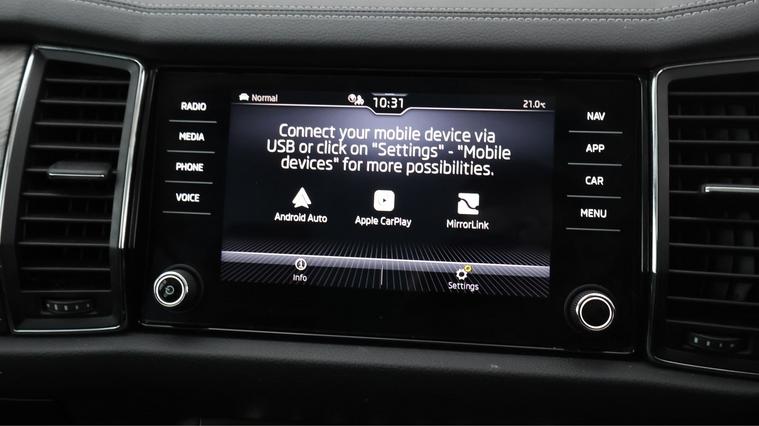 RADIO
MEDIA
PHONE
VOICE
Normal
10:31
21.0°C
Connect your mobile device via
USB or click on "Settings" - "Mobile
devices" for more possibilities.
Android Auto
Apple CarPlay
MirrorLink
Info
Settings
NAV
APP
CAR
MENU